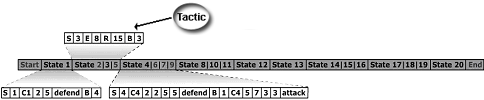 Tactic
S 3 E 8 R 15 B 3
Start State 1 State 2 3 5 State 4 6 7 9 State 8 10 11 State 12 State 13 State 14 15 16 State 17 18 19 State 20 End
S 1 C1 2 5 defend B 4
S 4 C4 2 2 5 5 defend B 1 C4 5 7 3 3 attack